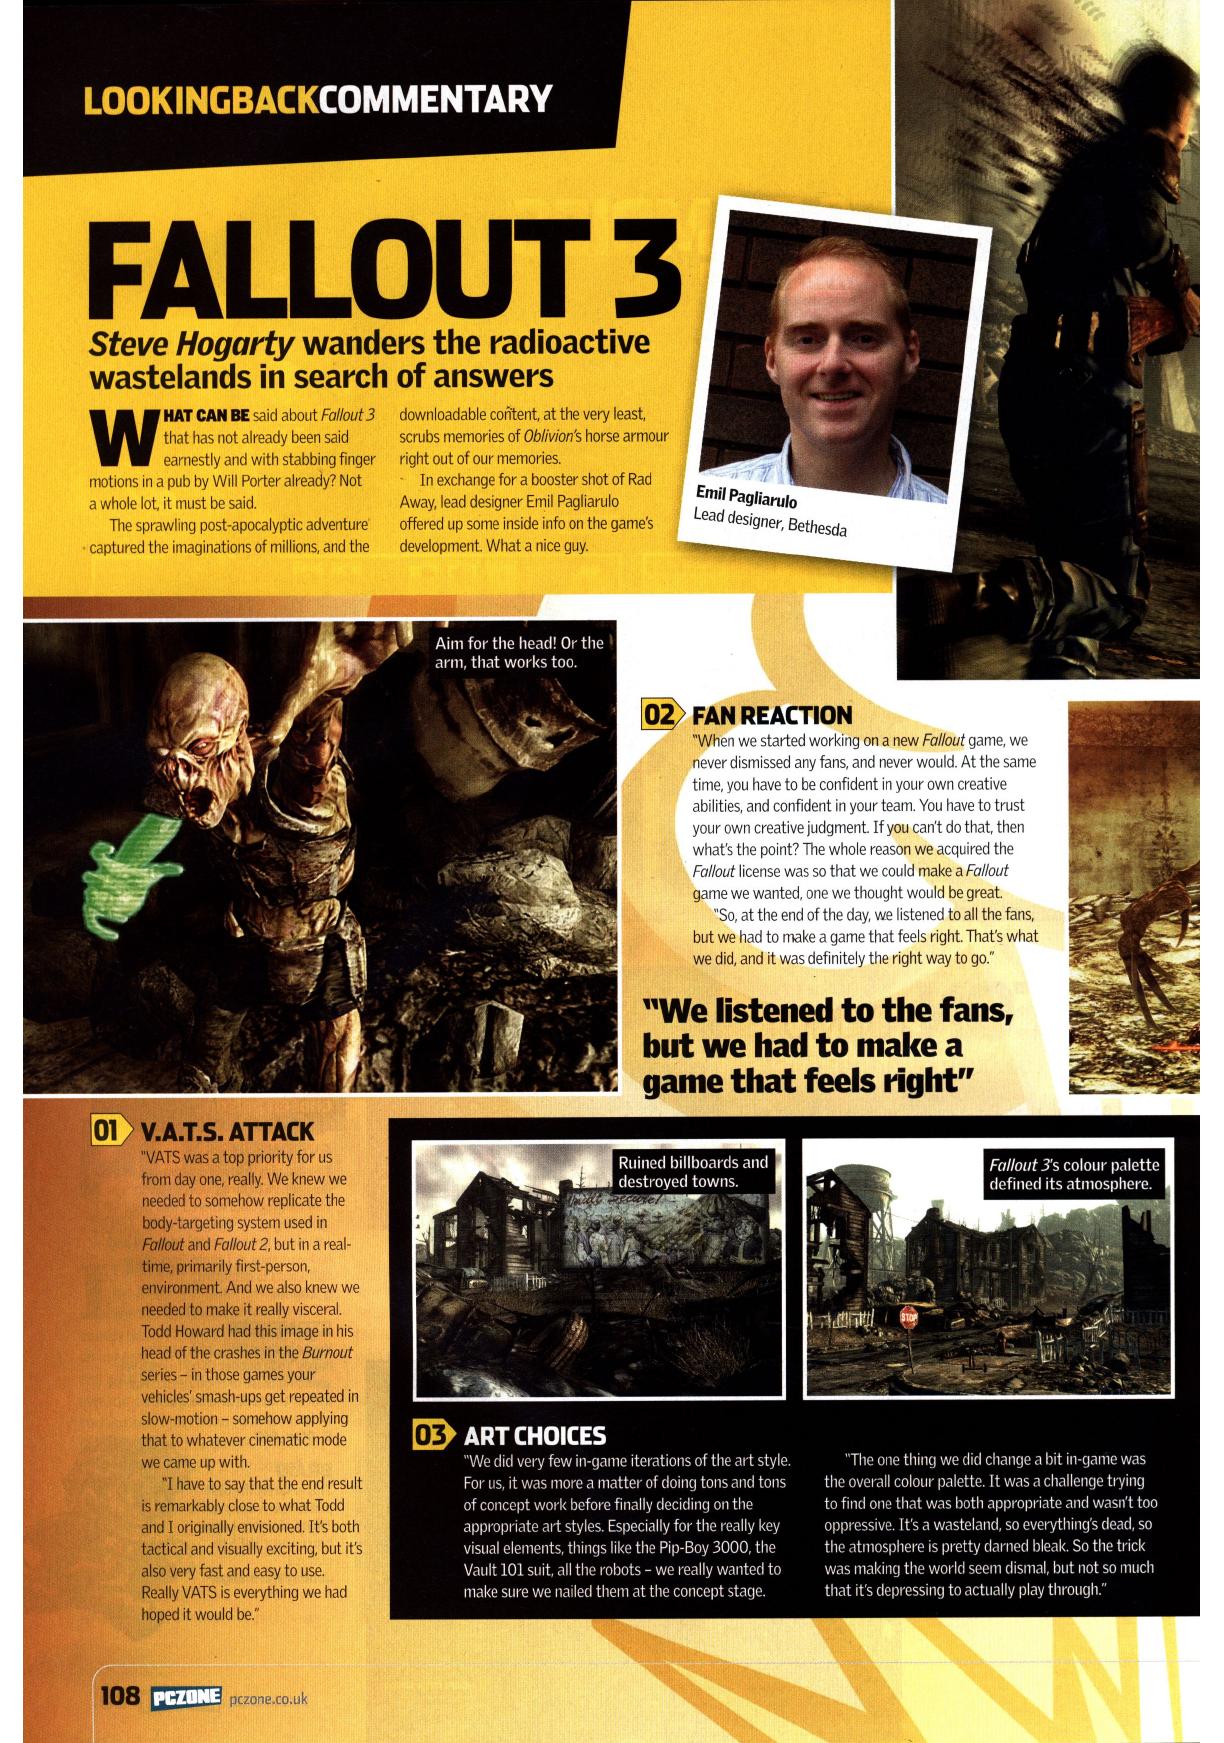 LOOKINGBACKCOMMENTARY
FALLOUT 3
Steve Hogarty wanders the radioactive
wastelands in search of answers
WHAT CAN BE said about Fallout 3
that has not already been said
earnestly and with stabbing finger
motions in a pub by Will Porter already? Not
a whole lot, it must be said.
The sprawling post-apocalyptic adventure
captured the imaginations of millions, and the
downloadable content, at the very least,
scrubs memories of Oblivion's horse armour
right out of our memories.
In exchange for a booster shot of Rad
Away, lead designer Emil Pagliarulo
offered up some inside info on the game's
development. What a nice guy.
Emil Pagliarulo
Lead designer, Bethesda
Aim for the head! Or the
arm, that works too.
02 FAN REACTION
"When we started working on a new Fallout game, we
never dismissed any fans, and never would. At the same
time, you have to be confident in your own creative
abilities, and confident in your team. You have to trust
your own creative judgment. If you can't do that, then
what's the point? The whole reason we acquired the
Fallout license was so that we could make a Fallout
game we wanted, one we thought would be great.
"So, at the end of the day, we listened to all the fans,
but we had to make a game that feels right. That's what
we did, and it was definitely the right way to go."
"We listened to the fans,
but we had to make a
game that feels right"
01 V.A.T.S. ATTACK
"VATS was a top priority for us
from day one, really. We knew we
needed to somehow replicate the
body-targeting system used in
Fallout and Fallout 2, but in a real-
time, primarily first-person,
environment. And we also knew we
needed to make it really visceral.
Todd Howard had this image in his
head of the crashes in the Burnout
series – in those games your
vehicles' smash-ups get repeated in
slow-motion – somehow applying
that to whatever cinematic mode
we came up with.
"I have to say that the end result
is remarkably close to what Todd
and I originally envisioned. It's both
tactical and visually exciting, but it's
also very fast and easy to use.
Really VATS is everything we had
hoped it would be."
Ruined billboards and
destroyed towns.
Fallout 3's colour palette
defined its atmosphere.
STOP
03 ART CHOICES
"We did very few in-game iterations of the art style.
For us, it was more a matter of doing tons and tons
of concept work before finally deciding on the
appropriate art styles. Especially for the really key
visual elements, things like the Pip-Boy 3000, the
Vault 101 suit, all the robots – we really wanted to
make sure we nailed them at the concept stage.
"The one thing we did change a bit in-game was
the overall colour palette. It was a challenge trying
to find one that was both appropriate and wasn't too
oppressive. It's a wasteland, so everything's dead, so
the atmosphere is pretty darned bleak. So the trick
was making the world seem dismal, but not so much
that it's depressing to actually play through."
108 PCZONE pczone.co.uk